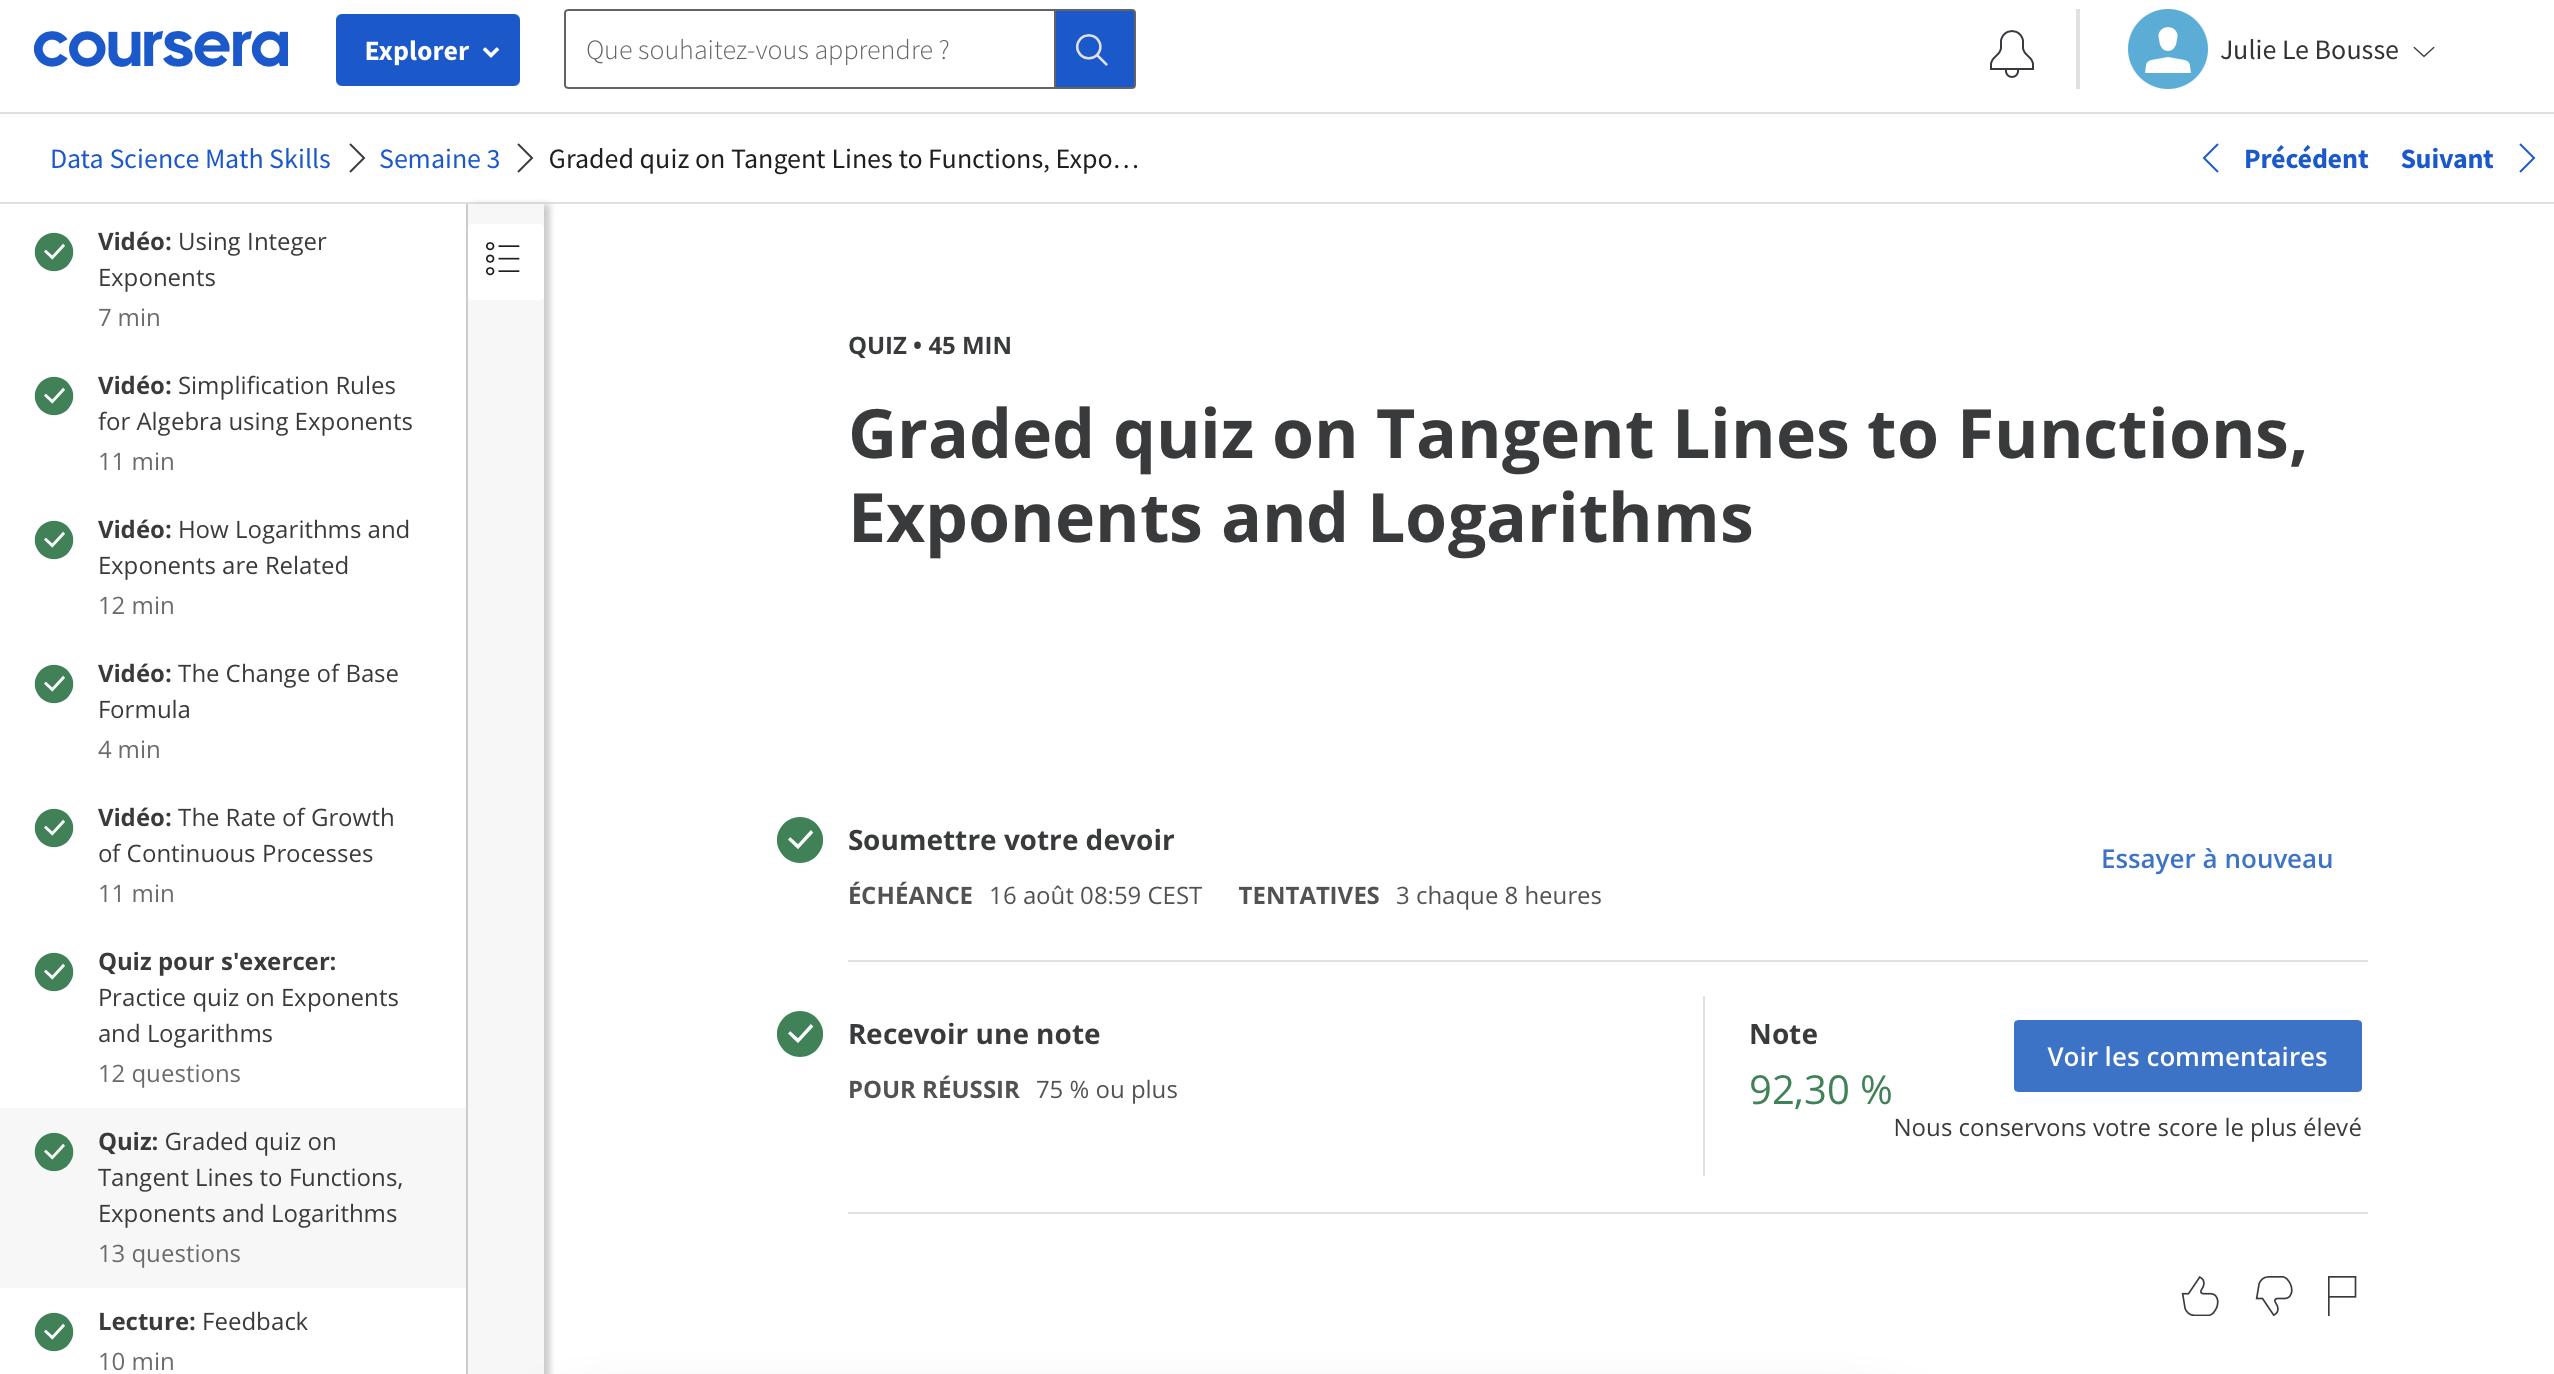 coursera
Explorer
Que souhaitez-vous apprendre ?
Julie Le Bousse
Data Science Math Skills
Semaine 3
Graded quiz on Tangent Lines to Functions, Expo…
Précédent
Suivant
Vidéo: Using Integer
Exponents
7 min
Vidéo: Simplification Rules
for Algebra using Exponents
11 min
Vidéo: How Logarithms and
Exponents are Related
12 min
Vidéo: The Change of Base
Formula
4 min
Vidéo: The Rate of Growth
of Continuous Processes
11 min
Quiz pour s'exercer:
Practice quiz on Exponents
and Logarithms
12 questions
Quiz: Graded quiz on
Tangent Lines to Functions,
Exponents and Logarithms
13 questions
Lecture: Feedback
10 min
QUIZ • 45 MIN
Graded quiz on Tangent Lines to Functions,
Exponents and Logarithms
Soumettre votre devoir
ÉCHÉANCE 16 août 08:59 CEST TENTATIVES 3 chaque 8 heures
Essayer à nouveau
Recevoir une note
POUR RÉUSSIR 75 % ou plus
Note
92,30 %
Voir les commentaires
Nous conservons votre score le plus élevé